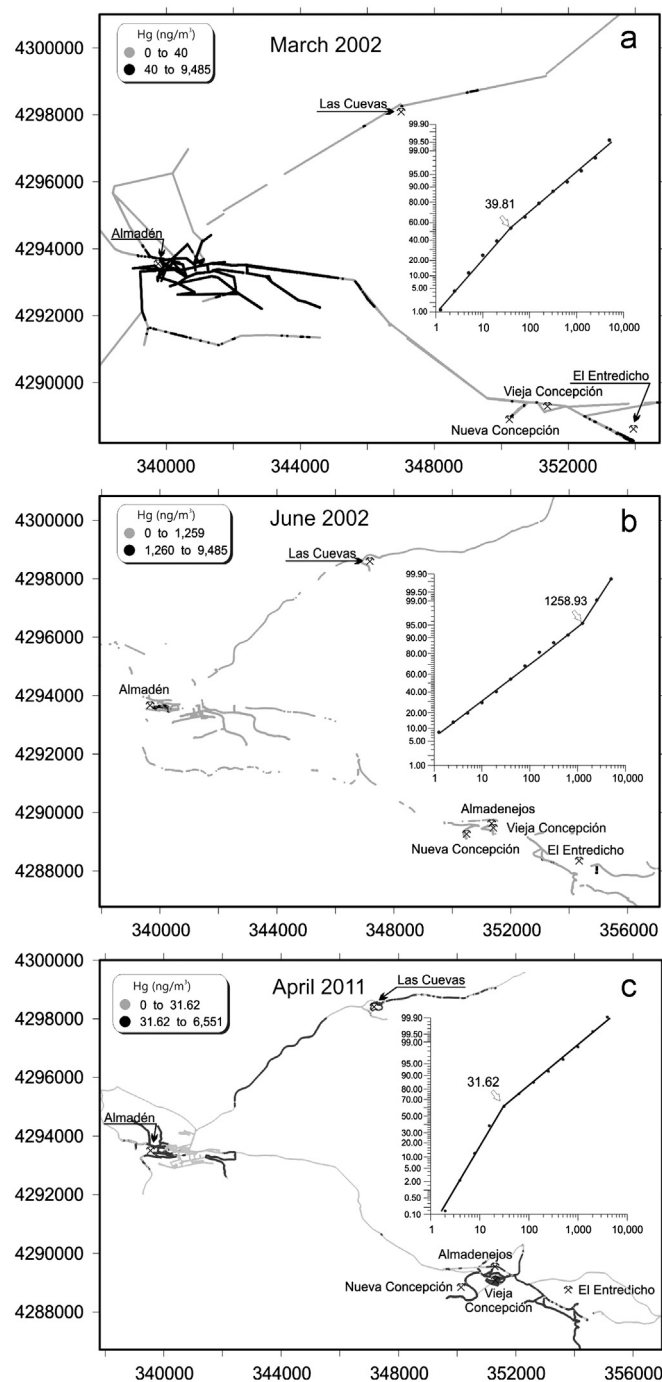 March 2002
a
Hg (ng/m³)
0 to 40
40 to 9,485
4300000
4298000
4296000
4294000
4292000
4290000
Las Cuevas
Almadén
El Entredicho
Vieja Concepción
Nueva Concepción
99.90
99.50
99.00
95.00
90.00
80.00
70.00
60.00
40.00
20.00
10.00
5.00
1.00
39.81
1
10
100
1,000
10,000
340000
344000
348000
352000
June 2002
b
Hg (ng/m³)
0 to 1,259
1,260 to 9,485
4300000
4298000
4296000
4294000
4292000
4290000
4288000
Las Cuevas
Almadén
Almadenejos
Vieja Concepción
Nueva Concepción
El Entredicho
99.90
99.50
99.00
95.00
90.00
80.00
60.00
40.00
20.00
10.00
5.00
1.00
1258.93
1
10
100
1,000
10,000
340000
344000
348000
352000
356000
April 2011
c
Hg (ng/m³)
0 to 31.62
31.62 to 6,551
4300000
4298000
4296000
4294000
4292000
4290000
4288000
Las Cuevas
Almadén
Almadenejos
Nueva Concepción
Vieja
Concepción
El Entredicho
99.90
99.50
99.00
95.00
90.00
80.00
70.00
50.00
30.00
20.00
10.00
5.00
2.00
0.50
0.10
31.62
1
10
100
1,000
10,000
340000
344000
348000
352000
356000